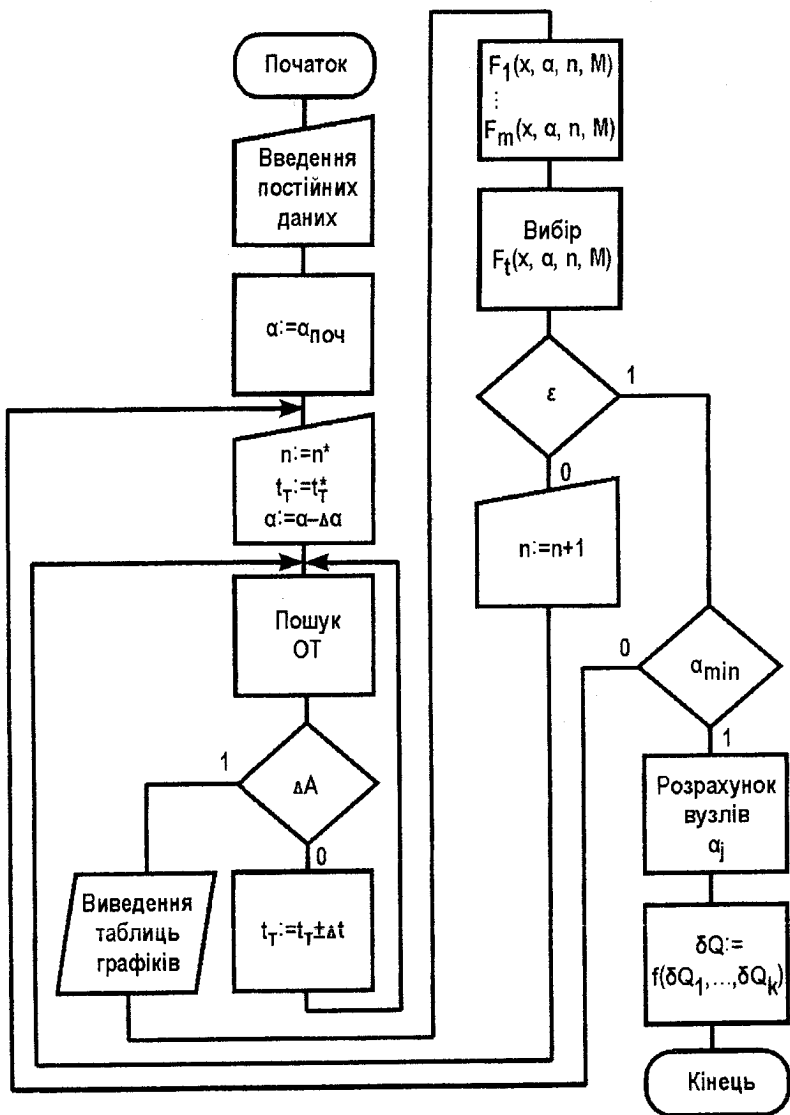 Початок
Введення
постійних
даних
α:=αпоч
n:=n*
tT:=t*T
α:=α–Δα
Пошук
ОТ
ΔA
1
0
Виведення
таблиць
графіків
tT:=tT±Δt
F1(x, α, n, M)
⋮
Fm(x, α, n, M)
Вибір
Ft(x, α, n, M)
ε
1
0
n:=n+1
αmin
0
1
Розрахунок
вузлів
αj
δQ:=
f(δQ1,...,δQk)
Кінець